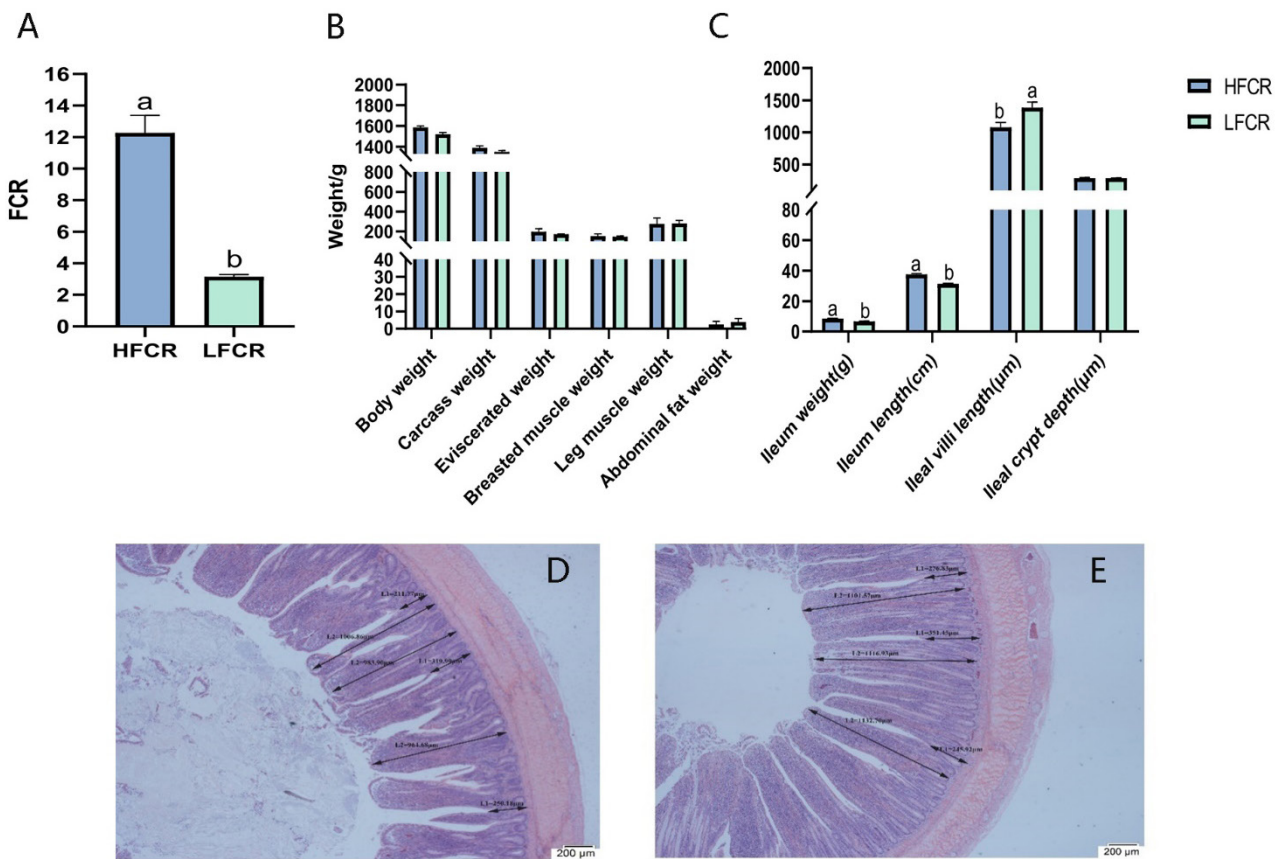 A
FCR
16
14
12
10
8
6
4
2
0
a
b
HFCR
LFCR
B
Weight/g
2000
1800
1600
1400
800
600
400
200
40
30
20
10
0
Body weight
Carcass weight
Eviscerated weight
Breasted muscle weight
Leg muscle weight
Abdominal fat weight
C
2000
1500
1000
500
80
60
40
20
0
a
b
a
b
b
a
Ileum weight(g)
Ileum length(cm)
Ileal villi length(μm)
Ileal crypt depth(μm)
HFCR
LFCR
D
200 μm
E
200 μm